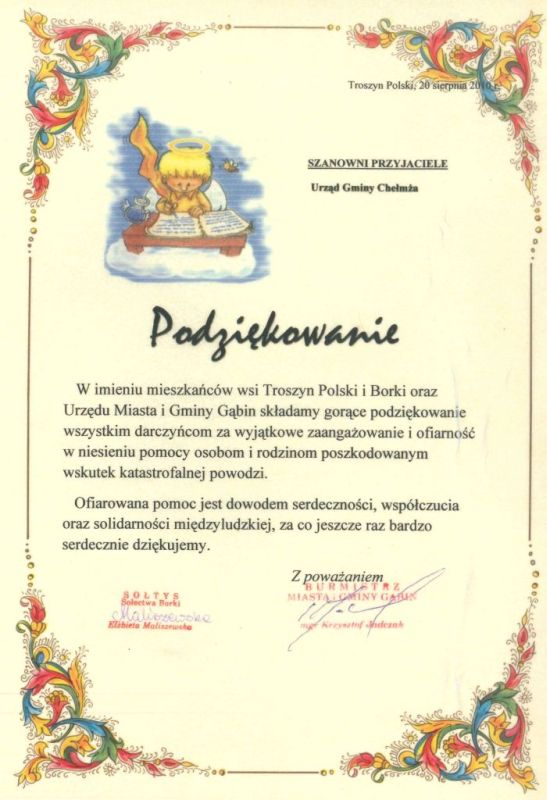 Troszyn Polski, 20 sierpnia 2010 r.
SZANOWNI PRZYJACIELE
Urząd Gminy Chełmża
Podziękowanie
W imieniu mieszkańców wsi Troszyn Polski i Borki oraz
Urzędu Miasta i Gminy Gąbin składamy gorące podziękowanie
wszystkim darczyńcom za wyjątkowe zaangażowanie i ofiarność
w niesieniu pomocy osobom i rodzinom poszkodowanym
wskutek katastrofalnej powodzi.
Ofiarowana pomoc jest dowodem serdeczności, współczucia
oraz solidarności międzyludzkiej, za co jeszcze raz bardzo
serdecznie dziękujemy.
Z poważaniem
SOŁTYS
Sołectwa Borki
Maliszewska
Elżbieta Maliszewska
BURMISTRZ
MIASTA i GMINY GĄBIN
mgr Krzysztof Jadczak